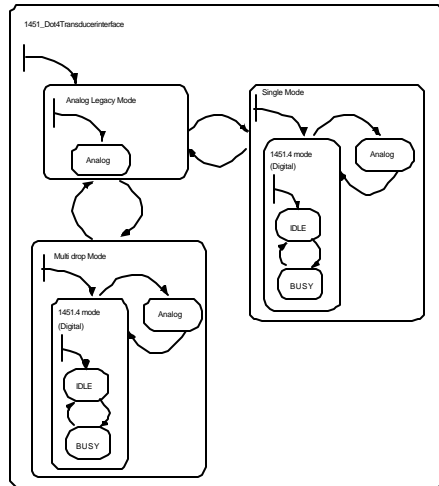 1451_Dot4Transducerinterface
Analog Legacy Mode
Analog
Single Mode
1451.4 mode
(Digital)
Analog
IDLE
BUSY
Multi drop Mode
1451.4 mode
(Digital)
Analog
IDLE
BUSY